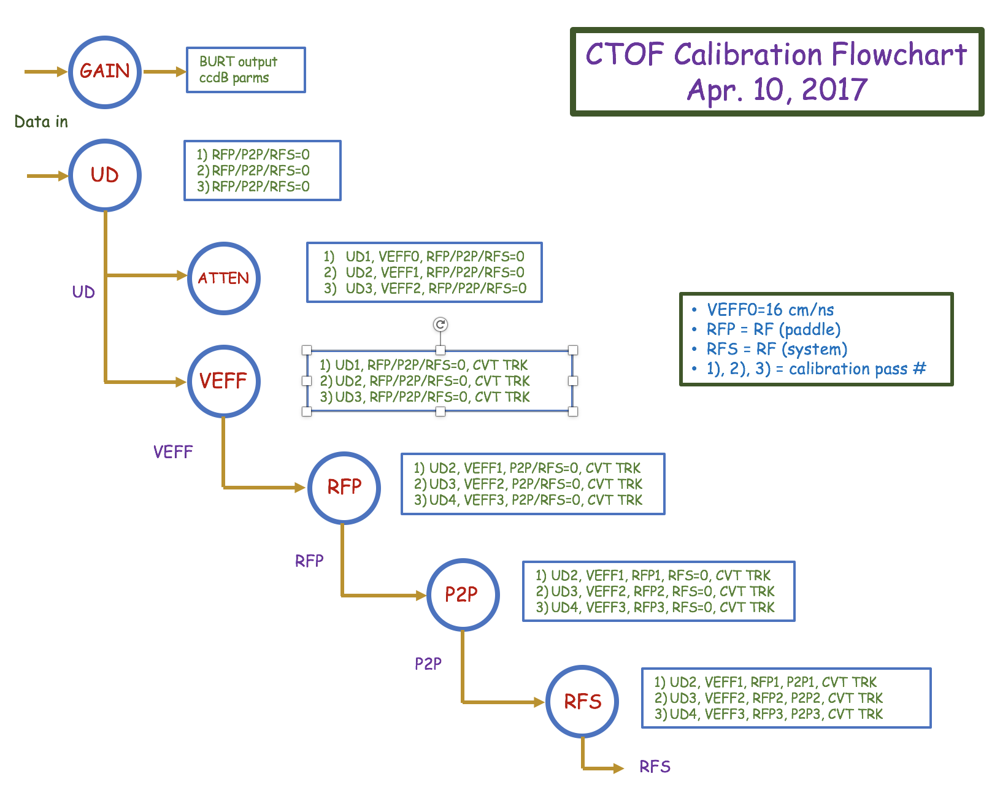 CTOF Calibration Flowchart
Apr. 10, 2017
GAIN
BURT output
ccdB parms
Data in
UD
1) RFP/P2P/RFS=0
2) RFP/P2P/RFS=0
3) RFP/P2P/RFS=0
UD
ATTEN
1) UD1, VEFF0, RFP/P2P/RFS=0
2) UD2, VEFF1, RFP/P2P/RFS=0
3) UD3, VEFF2, RFP/P2P/RFS=0
• VEFF0=16 cm/ns
• RFP = RF (paddle)
• RFS = RF (system)
• 1), 2), 3) = calibration pass #
VEFF
1) UD1, RFP/P2P/RFS=0, CVT TRK
2) UD2, RFP/P2P/RFS=0, CVT TRK
3) UD3, RFP/P2P/RFS=0, CVT TRK
VEFF
RFP
1) UD2, VEFF1, P2P/RFS=0, CVT TRK
2) UD3, VEFF2, P2P/RFS=0, CVT TRK
3) UD4, VEFF3, P2P/RFS=0, CVT TRK
RFP
P2P
1) UD2, VEFF1, RFP1, RFS=0, CVT TRK
2) UD3, VEFF2, RFP2, RFS=0, CVT TRK
3) UD4, VEFF3, RFP3, RFS=0, CVT TRK
P2P
RFS
1) UD2, VEFF1, RFP1, P2P1, CVT TRK
2) UD3, VEFF2, RFP2, P2P2, CVT TRK
3) UD4, VEFF3, RFP3, P2P3, CVT TRK
RFS